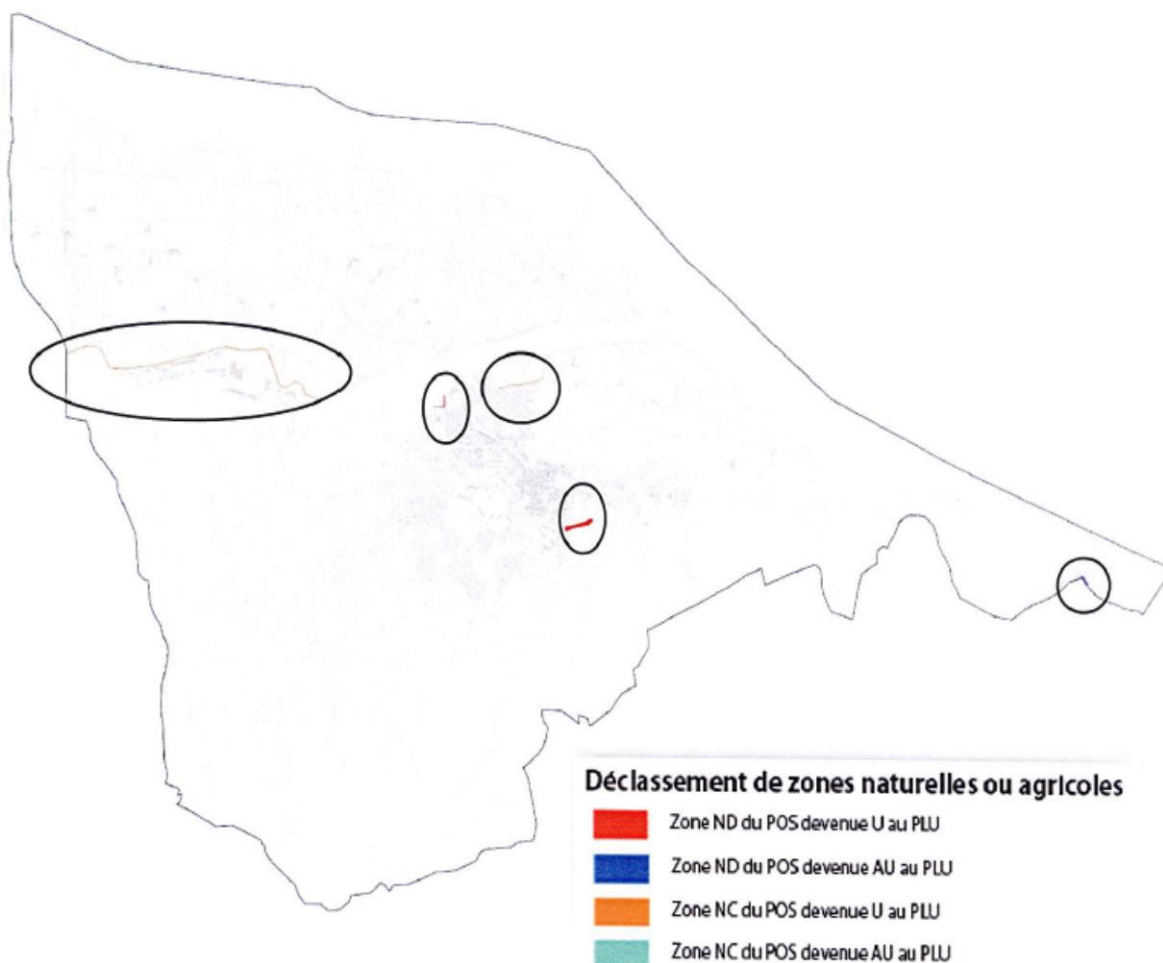 Déclassement de zones naturelles ou agricoles
Zone ND du POS devenue U au PLU
Zone ND du POS devenue AU au PLU
Zone NC du POS devenue U au PLU
Zone NC du POS devenue AU au PLU